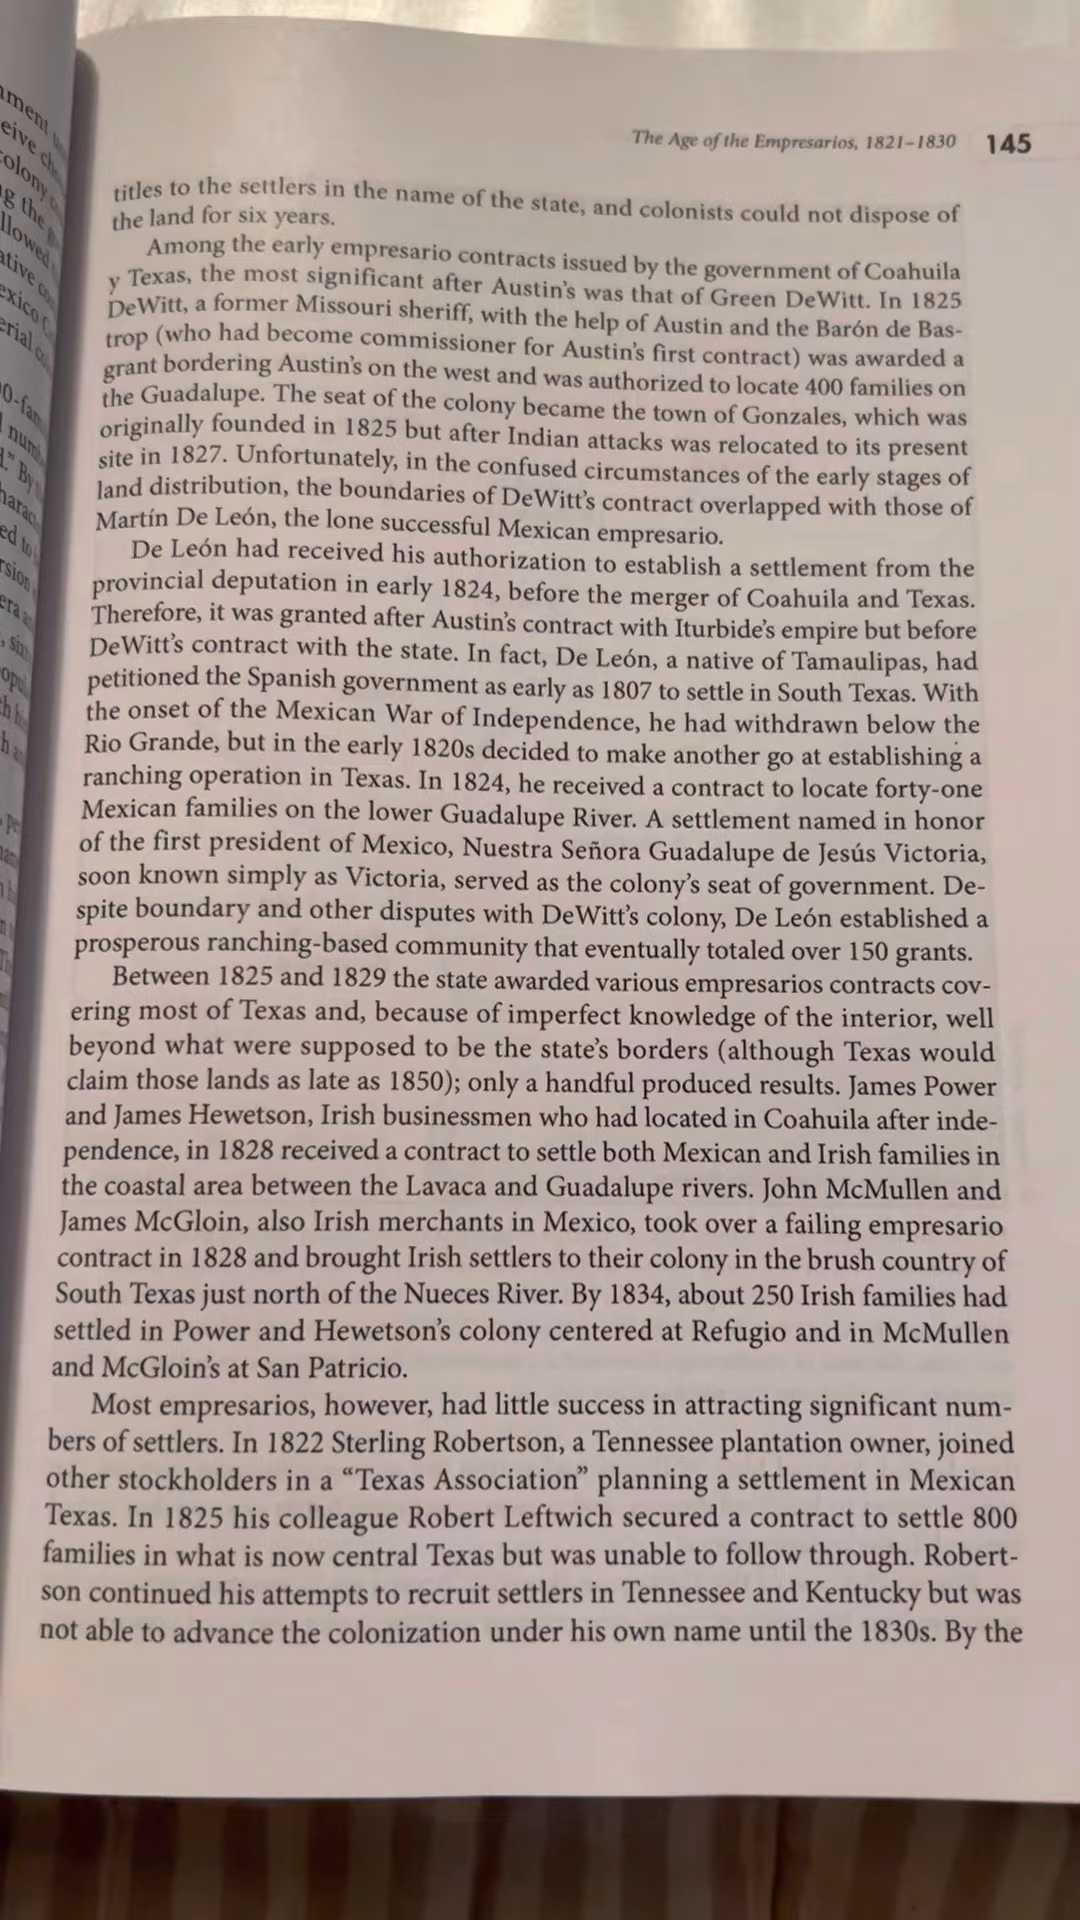 The Age of the Empresarios, 1821–1830 145
titles to the settlers in the name of the state, and colonists could not dispose of
the land for six years.
Among the early empresario contracts issued by the government of Coahuila
y Texas, the most significant after Austin's was that of Green DeWitt. In 1825
DeWitt, a former Missouri sheriff, with the help of Austin and the Barón de Bas-
trop (who had become commissioner for Austin's first contract) was awarded a
grant bordering Austin's on the west and was authorized to locate 400 families on
the Guadalupe. The seat of the colony became the town of Gonzales, which was
originally founded in 1825 but after Indian attacks was relocated to its present
site in 1827. Unfortunately, in the confused circumstances of the early stages of
land distribution, the boundaries of DeWitt's contract overlapped with those of
Martín De León, the lone successful Mexican empresario.
De León had received his authorization to establish a settlement from the
provincial deputation in early 1824, before the merger of Coahuila and Texas.
Therefore, it was granted after Austin's contract with Iturbide's empire but before
DeWitt's contract with the state. In fact, De León, a native of Tamaulipas, had
petitioned the Spanish government as early as 1807 to settle in South Texas. With
the onset of the Mexican War of Independence, he had withdrawn below the
Rio Grande, but in the early 1820s decided to make another go at establishing a
ranching operation in Texas. In 1824, he received a contract to locate forty-one
Mexican families on the lower Guadalupe River. A settlement named in honor
of the first president of Mexico, Nuestra Señora Guadalupe de Jesús Victoria,
soon known simply as Victoria, served as the colony's seat of government. De-
spite boundary and other disputes with DeWitt's colony, De León established a
prosperous ranching-based community that eventually totaled over 150 grants.
Between 1825 and 1829 the state awarded various empresarios contracts cov-
ering most of Texas and, because of imperfect knowledge of the interior, well
beyond what were supposed to be the state's borders (although Texas would
claim those lands as late as 1850); only a handful produced results. James Power
and James Hewetson, Irish businessmen who had located in Coahuila after inde-
pendence, in 1828 received a contract to settle both Mexican and Irish families in
the coastal area between the Lavaca and Guadalupe rivers. John McMullen and
James McGloin, also Irish merchants in Mexico, took over a failing empresario
contract in 1828 and brought Irish settlers to their colony in the brush country of
South Texas just north of the Nueces River. By 1834, about 250 Irish families had
settled in Power and Hewetson's colony centered at Refugio and in McMullen
and McGloin's at San Patricio.
Most empresarios, however, had little success in attracting significant num-
bers of settlers. In 1822 Sterling Robertson, a Tennessee plantation owner, joined
other stockholders in a “Texas Association” planning a settlement in Mexican
Texas. In 1825 his colleague Robert Leftwich secured a contract to settle 800
families in what is now central Texas but was unable to follow through. Robert-
son continued his attempts to recruit settlers in Tennessee and Kentucky but was
not able to advance the colonization under his own name until the 1830s. By the